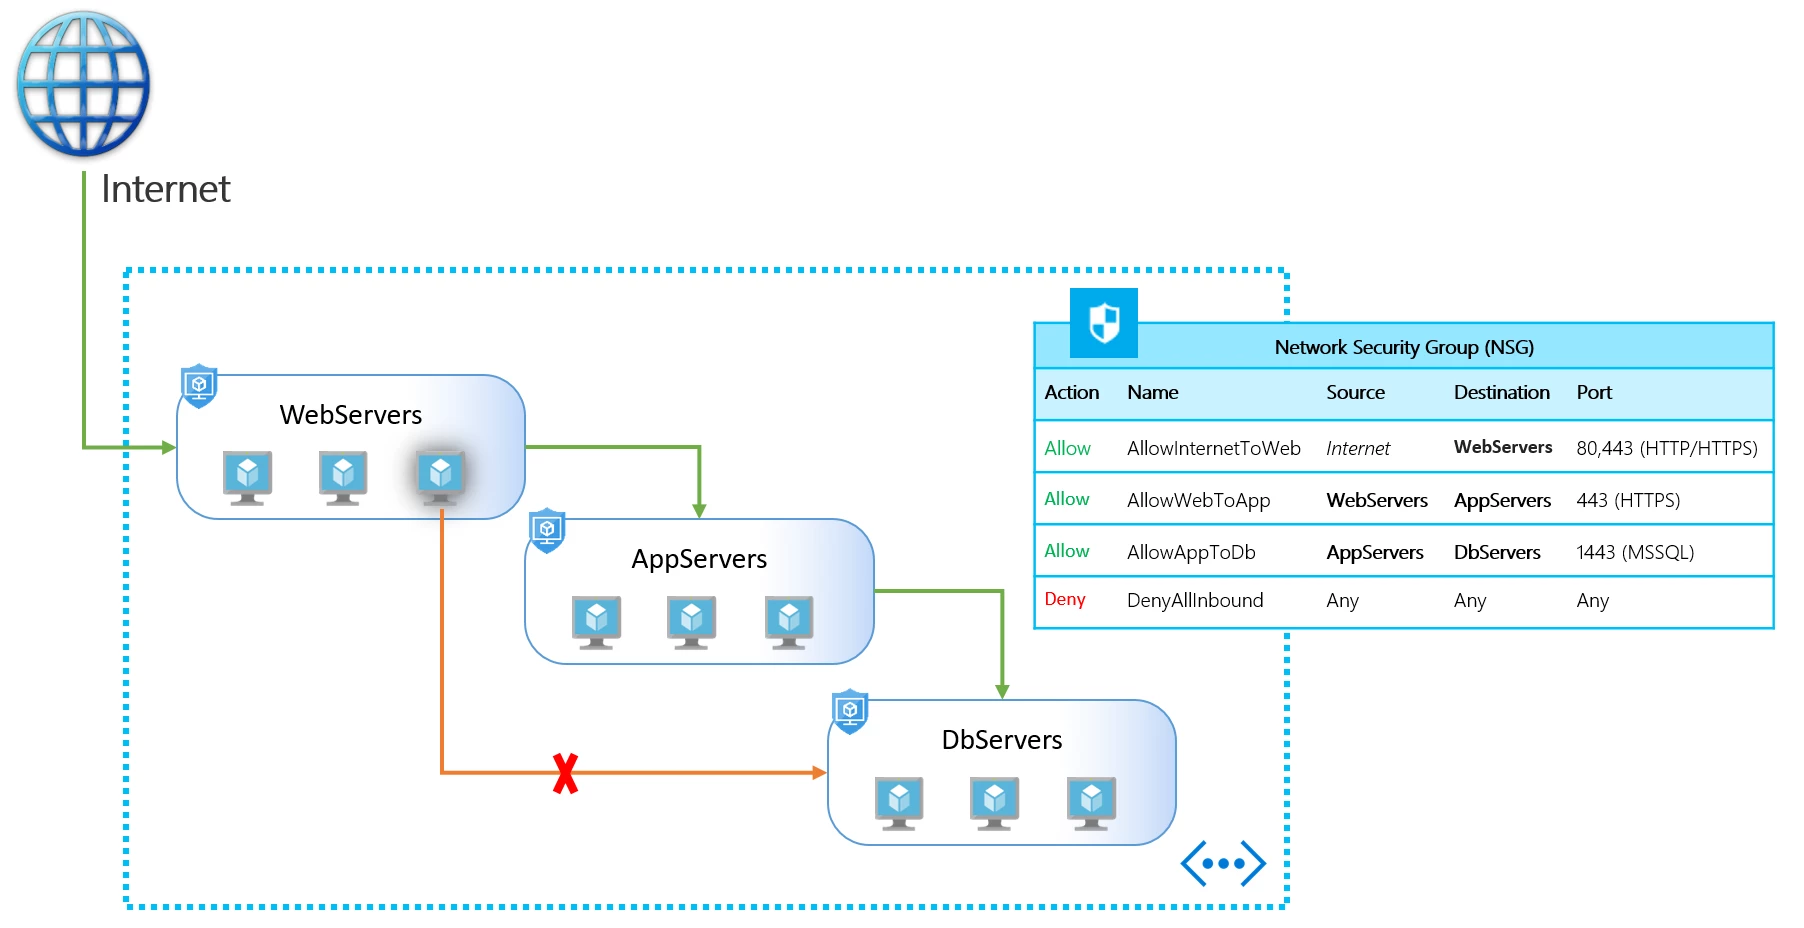 Internet
WebServers
AppServers
DbServers
Network Security Group (NSG)
Action Name Source Destination Port
Allow AllowInternetToWeb Internet WebServers 80,443 (HTTP/HTTPS)
Allow AllowWebToApp WebServers AppServers 443 (HTTPS)
Allow AllowAppToDb AppServers DbServers 1443 (MSSQL)
Deny DenyAllInbound Any Any Any